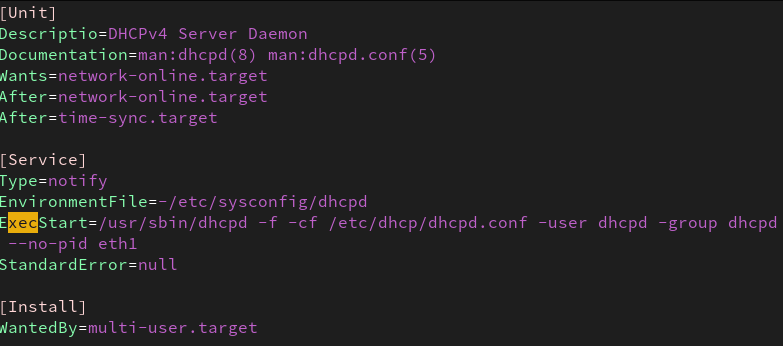 [Unit]
Descriptio=DHCPv4 Server Daemon
Documentation=man:dhcpd(8) man:dhcpd.conf(5)
Wants=network-online.target
After=network-online.target
After=time-sync.target
[Service]
Type=notify
EnvironmentFile=-/etc/sysconfig/dhcpd
ExecStart=/usr/sbin/dhcpd -f -cf /etc/dhcp/dhcpd.conf -user dhcpd -group dhcpd
--no-pid eth1
StandardError=null
[Install]
WantedBy=multi-user.target